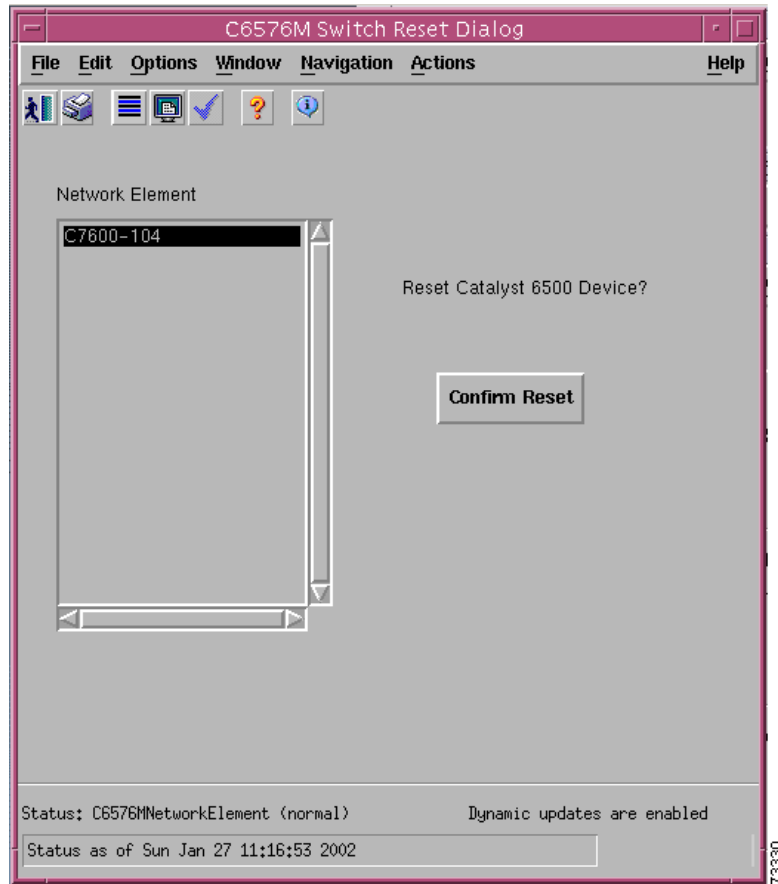 C6576M Switch Reset Dialog
File Edit Options Window Navigation Actions Help
Network Element
C7600-104
Reset Catalyst 6500 Device?
Confirm Reset
Status: C6576MNetworkElement (normal) Dynamic updates are enabled
Status as of Sun Jan 27 11:16:53 2002
73330